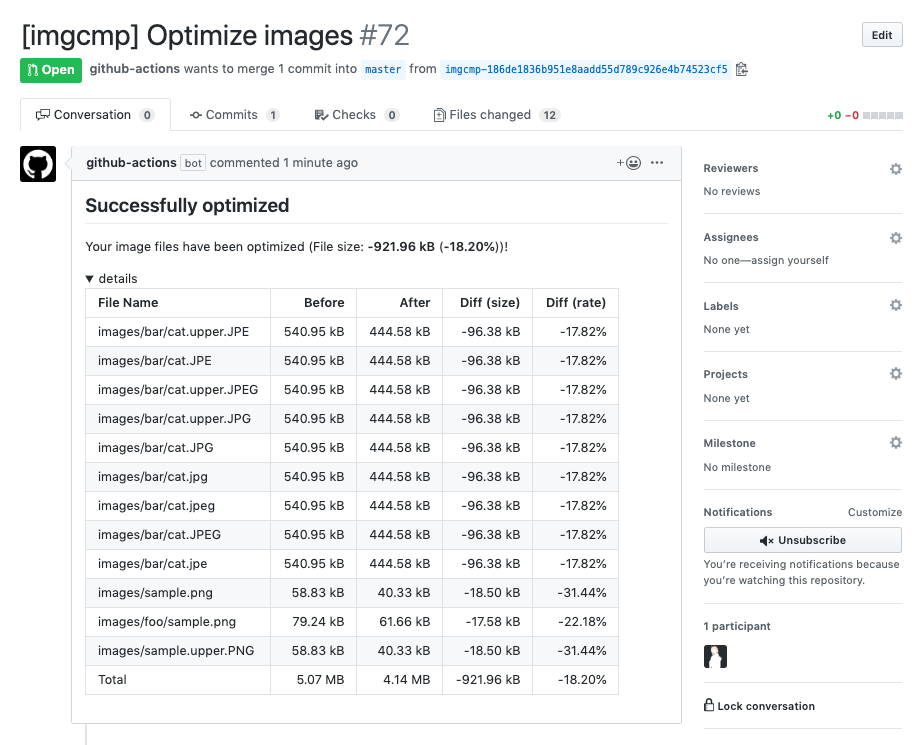 [imgcmp] Optimize images #72
Edit
Open github-actions wants to merge 1 commit into master from imgcmp-186de1836b951e8aadd55d789c926e4b74523cf5
Conversation 0 Commits 1 Checks 0 Files changed 12 +0 −0
github-actions bot commented 1 minute ago
Successfully optimized
Your image files have been optimized (File size: -921.96 kB (-18.20%))!
▼ details
File Name Before After Diff (size) Diff (rate)
images/bar/cat.upper.JPE 540.95 kB 444.58 kB -96.38 kB -17.82%
images/bar/cat.JPE 540.95 kB 444.58 kB -96.38 kB -17.82%
images/bar/cat.upper.JPEG 540.95 kB 444.58 kB -96.38 kB -17.82%
images/bar/cat.upper.JPG 540.95 kB 444.58 kB -96.38 kB -17.82%
images/bar/cat.JPG 540.95 kB 444.58 kB -96.38 kB -17.82%
images/bar/cat.jpg 540.95 kB 444.58 kB -96.38 kB -17.82%
images/bar/cat.jpeg 540.95 kB 444.58 kB -96.38 kB -17.82%
images/bar/cat.JPEG 540.95 kB 444.58 kB -96.38 kB -17.82%
images/bar/cat.jpe 540.95 kB 444.58 kB -96.38 kB -17.82%
images/sample.png 58.83 kB 40.33 kB -18.50 kB -31.44%
images/foo/sample.png 79.24 kB 61.66 kB -17.58 kB -22.18%
images/sample.upper.PNG 58.83 kB 40.33 kB -18.50 kB -31.44%
Total 5.07 MB 4.14 MB -921.96 kB -18.20%
Reviewers
No reviews
Assignees
No one—assign yourself
Labels
None yet
Projects
None yet
Milestone
No milestone
Notifications Customize
Unsubscribe
You're receiving notifications because
you're watching this repository.
1 participant
Lock conversation